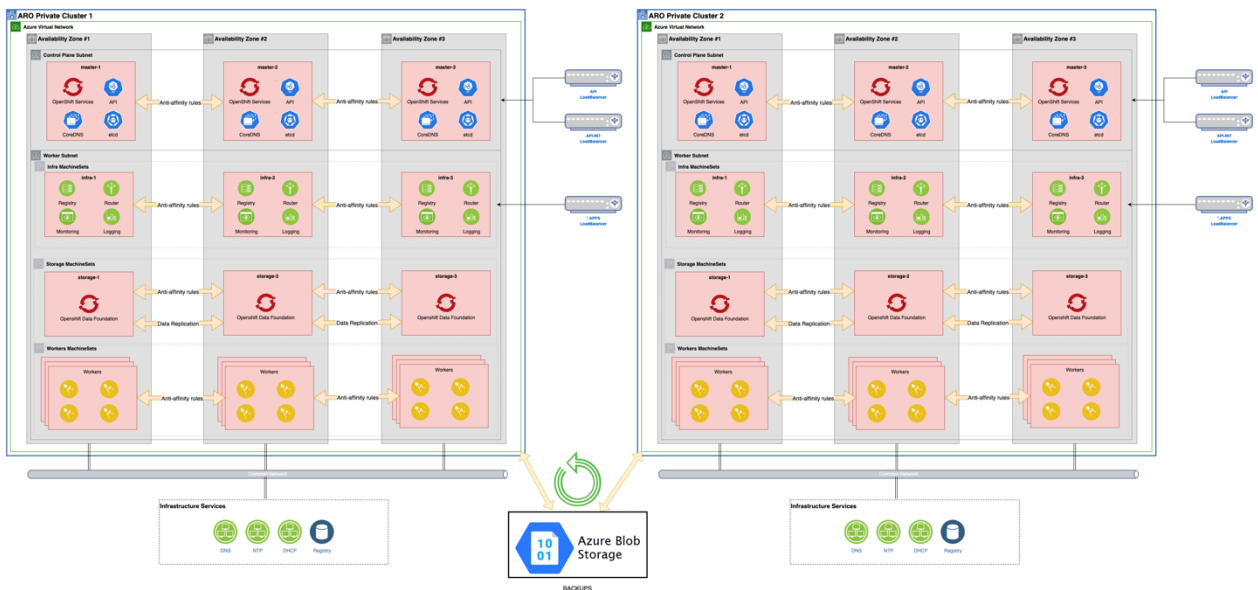 ARO Private Cluster 1
Azure Virtual Network
Availability Zone #1
Availability Zone #2
Availability Zone #3
Control Plane Subnet
master-1
master-2
master-3
OpenShift Services
API
OpenShift Services
API
OpenShift Services
API
Anti-affinity rules
Anti-affinity rules
CoreDNS
etcd
CoreDNS
etcd
CoreDNS
etcd
API
LoadBalancer
API-INT
LoadBalancer
Worker Subnet
Infra MachineSets
infra-1
infra-2
infra-3
Registry
Router
Registry
Router
Registry
Router
Anti-affinity rules
Anti-affinity rules
Monitoring
Logging
Monitoring
Logging
Monitoring
Logging
*.APPS
LoadBalancer
Storage MachineSets
storage-1
storage-2
storage-3
Anti-affinity rules
Anti-affinity rules
Openshift Data Foundation
Openshift Data Foundation
Openshift Data Foundation
Data Replication
Data Replication
Workers MachineSets
Workers
Workers
Workers
Anti-affinity rules
Anti-affinity rules
Common Network
Infrastructure Services
DNS
NTP
DHCP
Registry
ARO Private Cluster 2
Azure Virtual Network
Availability Zone #1
Availability Zone #2
Availability Zone #3
Control Plane Subnet
master-1
master-2
master-3
OpenShift Services
API
OpenShift Services
API
OpenShift Services
API
Anti-affinity rules
Anti-affinity rules
CoreDNS
etcd
CoreDNS
etcd
CoreDNS
etcd
API
LoadBalancer
API-INT
LoadBalancer
Worker Subnet
Infra MachineSets
infra-1
infra-2
infra-3
Registry
Router
Registry
Router
Registry
Router
Anti-affinity rules
Anti-affinity rules
Monitoring
Logging
Monitoring
Logging
Monitoring
Logging
*.APPS
LoadBalancer
Storage MachineSets
storage-1
storage-2
storage-3
Anti-affinity rules
Anti-affinity rules
Openshift Data Foundation
Openshift Data Foundation
Openshift Data Foundation
Data Replication
Data Replication
Workers MachineSets
Workers
Workers
Workers
Anti-affinity rules
Anti-affinity rules
Common Network
Infrastructure Services
DNS
NTP
DHCP
Registry
10
01
Azure Blob
Storage
BACKUPS